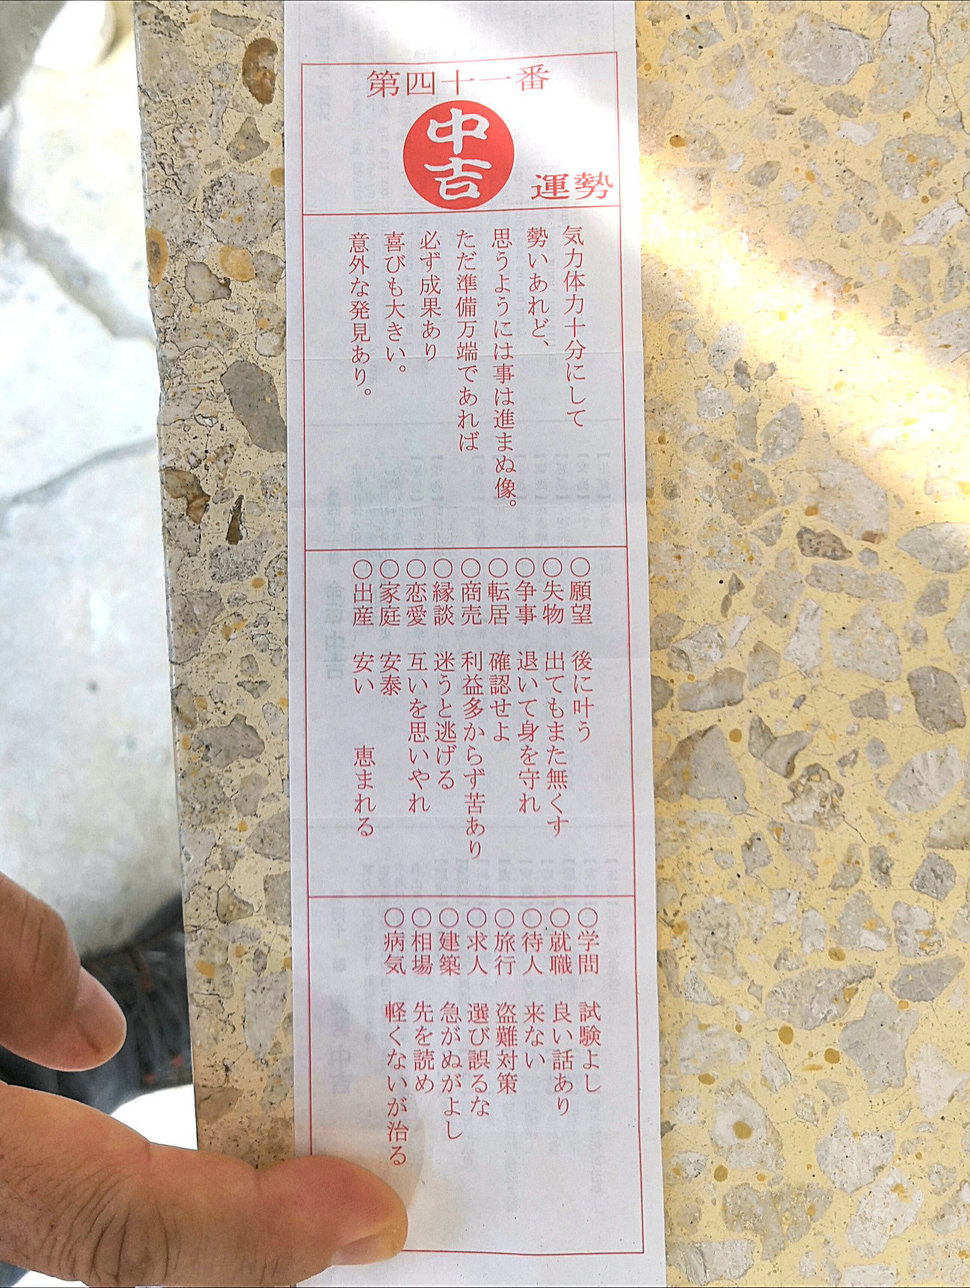 第四十一番
中吉
運勢
気力体力十分にして
勢いあれど、
思うようには事は進まぬ像。
ただ準備万端であれば
必ず成果あり
喜びも大きい。
意外な発見あり。
○願望 後に叶う
○失物 出てもまた無くす
○争事 退いて身を守れ
○転居 確認せよ
○商売 利益多からず苦あり
○縁談 迷うと逃げる
○恋愛 互いを思いやれ
○家庭 安泰
○出産 安い 恵まれる
○学問 試験よし
○就職 良い話あり
○待人 来ない
○旅行 盗難対策
○求人 選び誤るな
○建築 急がぬがよし
○相場 先を読め
○病気 軽くないが治る